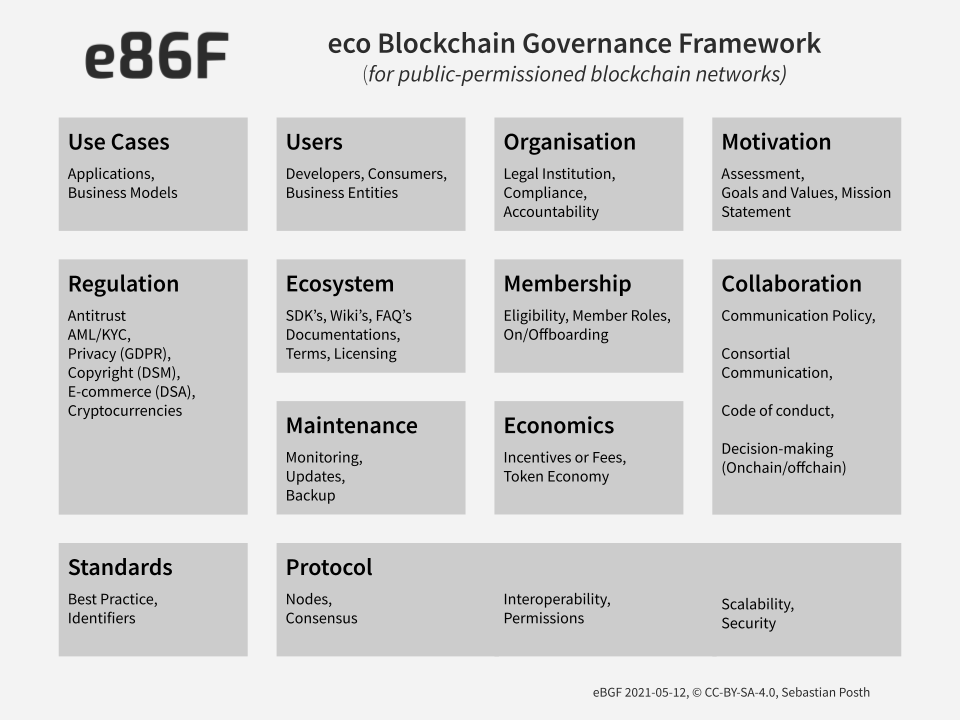 e86F
eco Blockchain Governance Framework
(for public-permissioned blockchain networks)
Use Cases
Applications,
Business Models
Users
Developers, Consumers,
Business Entities
Organisation
Legal Institution,
Compliance,
Accountability
Motivation
Assessment,
Goals and Values, Mission
Statement
Regulation
Antitrust
AML/KYC,
Privacy (GDPR),
Copyright (DSM),
E-commerce (DSA),
Cryptocurrencies
Ecosystem
SDK’s, Wiki’s, FAQ’s
Documentations,
Terms, Licensing
Membership
Eligibility, Member Roles,
On/Offboarding
Collaboration
Communication Policy,
Consortial
Communication,
Code of conduct,
Decision-making
(Onchain/offchain)
Maintenance
Monitoring,
Updates,
Backup
Economics
Incentives or Fees,
Token Economy
Standards
Best Practice,
Identifiers
Protocol
Nodes,
Consensus
Interoperability,
Permissions
Scalability,
Security
eBGF 2021-05-12, © CC-BY-SA-4.0, Sebastian Posth